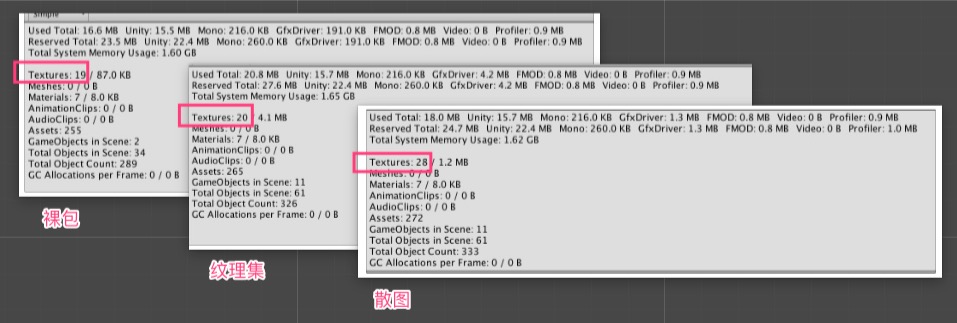 Simple
Used Total: 16.6 MB Unity: 15.5 MB Mono: 216.0 KB GfxDriver: 191.0 KB FMOD: 0.8 MB Video: 0 B Profiler: 0.9 MB
Reserved Total: 23.5 MB Unity: 22.4 MB Mono: 260.0 KB GfxDriver: 191.0 KB FMOD: 0.8 MB Video: 0 B Profiler: 0.9 MB
Total System Memory Usage: 1.60 GB
Textures: 19 / 87.0 KB
Meshes: 0 / 0 B
Materials: 7 / 8.0 KB
AnimationClips: 0 / 0 B
AudioClips: 0 / 0 B
Assets: 255
GameObjects in Scene: 2
Total Objects in Scene: 34
Total Object Count: 289
GC Allocations per Frame: 0 / 0 B
裸包
Used Total: 20.8 MB Unity: 15.7 MB Mono: 216.0 KB GfxDriver: 4.2 MB FMOD: 0.8 MB Video: 0 B Profiler: 0.9 MB
Reserved Total: 27.6 MB Unity: 22.4 MB Mono: 260.0 KB GfxDriver: 4.2 MB FMOD: 0.8 MB Video: 0 B Profiler: 0.9 MB
Total System Memory Usage: 1.65 GB
Textures: 20 / 4.1 MB
Meshes: 0 / 0 B
Materials: 7 / 8.0 KB
AnimationClips: 0 / 0 B
AudioClips: 0 / 0 B
Assets: 265
GameObjects in Scene: 11
Total Objects in Scene: 61
Total Object Count: 326
GC Allocations per Frame: 0 / 0 B
纹理集
Used Total: 18.0 MB Unity: 15.7 MB Mono: 216.0 KB GfxDriver: 1.3 MB FMOD: 0.8 MB Video: 0 B Profiler: 0.9 MB
Reserved Total: 24.7 MB Unity: 22.4 MB Mono: 260.0 KB GfxDriver: 1.3 MB FMOD: 0.8 MB Video: 0 B Profiler: 1.0 MB
Total System Memory Usage: 1.62 GB
Textures: 28 / 1.2 MB
Meshes: 0 / 0 B
Materials: 7 / 8.0 KB
AnimationClips: 0 / 0 B
AudioClips: 0 / 0 B
Assets: 272
GameObjects in Scene: 11
Total Objects in Scene: 61
Total Object Count: 333
GC Allocations per Frame: 0 / 0 B
散图